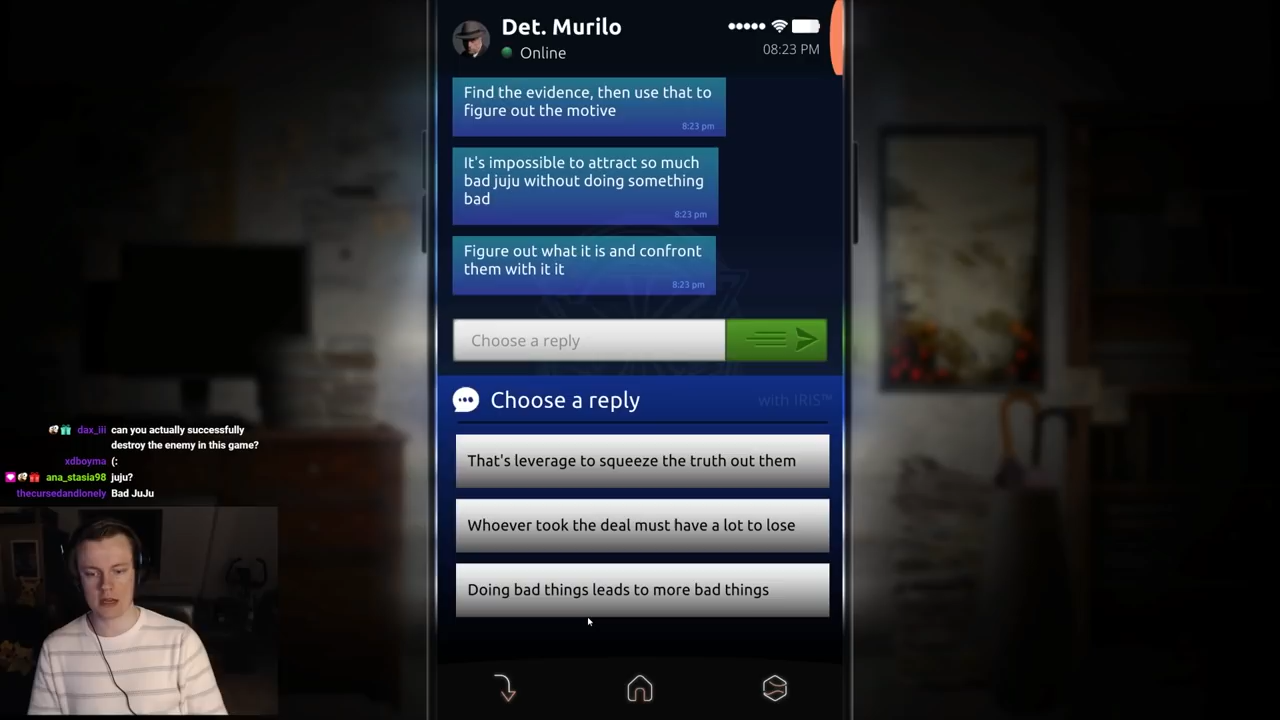 Det. Murilo
Online
08:23 PM
Find the evidence, then use that to
figure out the motive
8:23 pm
It's impossible to attract so much
bad juju without doing something
bad
8:23 pm
Figure out what it is and confront
them with it it
8:23 pm
Choose a reply
Choose a reply
with IRIS™
That's leverage to squeeze the truth out them
Whoever took the deal must have a lot to lose
Doing bad things leads to more bad things
dax_iii can you actually successfully
destroy the enemy in this game?
xdboyma (:
ana_stasia98 juju?
thecursedandlonely Bad JuJu